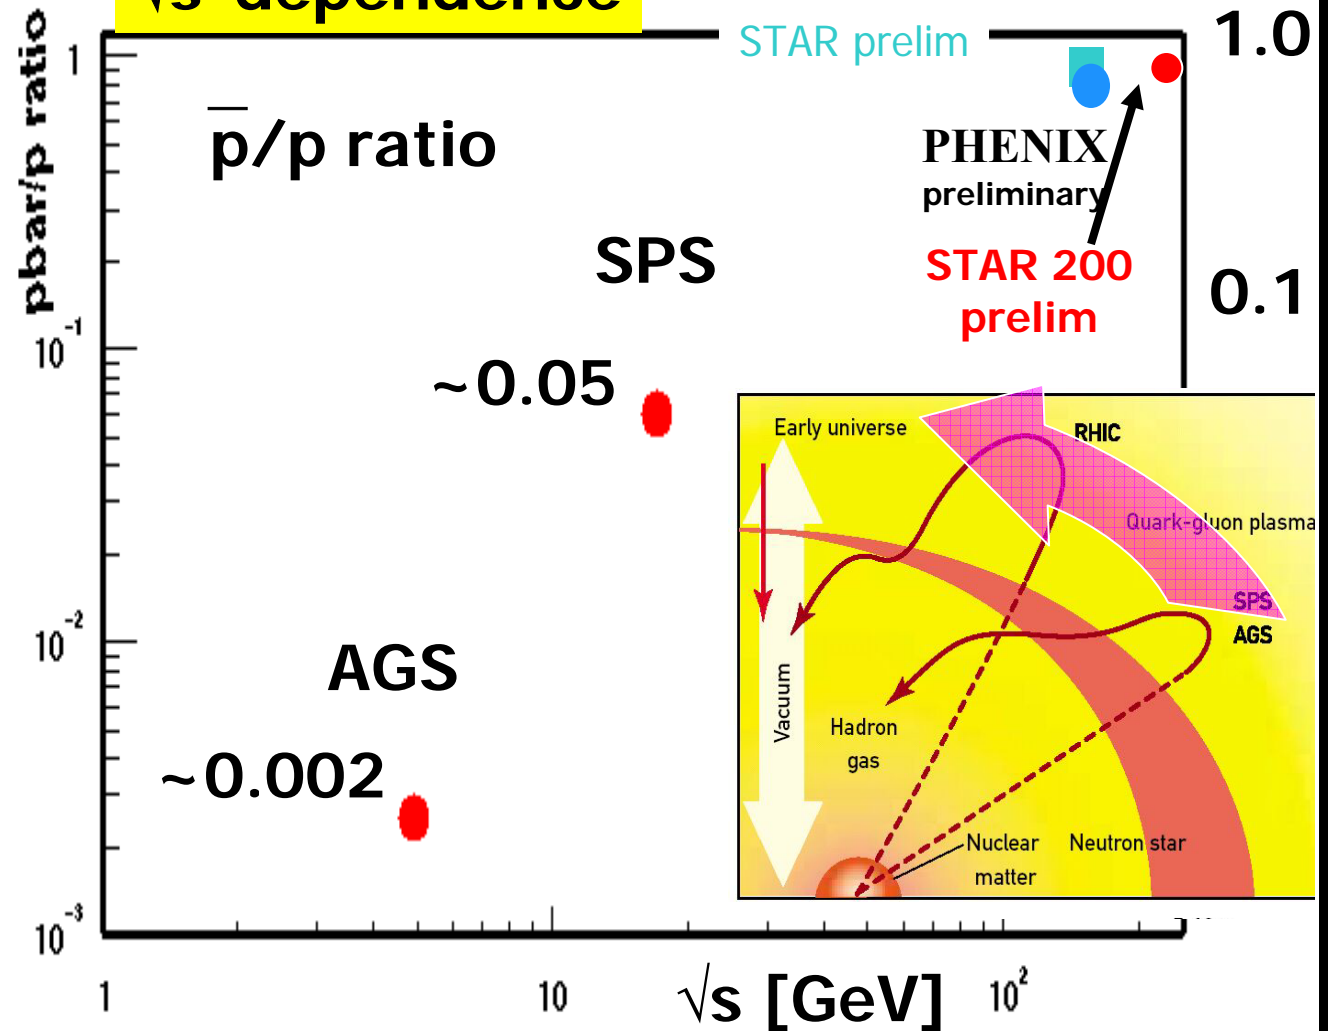 √s dependense
1
1.0
STAR prelim
pbar/p ratio
p̅/p ratio
PHENIX
preliminary
SPS
STAR 200
prelim
0.1
10⁻¹
~0.05
Early universe
RHIC
Quark-gluon plasma
SPS
AGS
10⁻²
AGS
Vacuum
Hadron
gas
~0.002
Nuclear
matter
Neutron star
10⁻³
1
10
√s [GeV]
10²